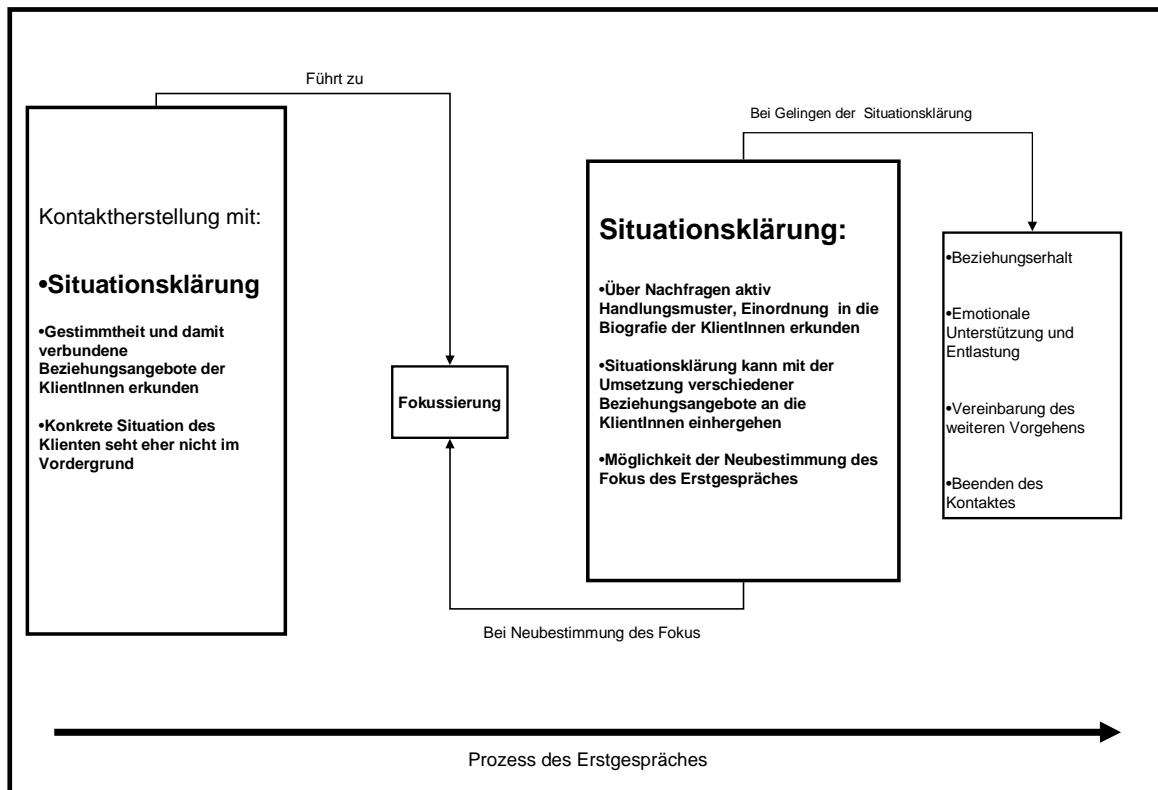 Führt zu
Kontaktherstellung mit:
•Situationsklärung
•Gestimmtheit und damit
verbundene
Beziehungsangebote der
KlientInnen erkunden
•Konkrete Situation des
Klienten seht eher nicht im
Vordergrund
Fokussierung
Bei Gelingen der Situationsklärung
Situationsklärung:
•Über Nachfragen aktiv
Handlungsmuster, Einordnung in die
Biografie der KlientInnen erkunden
•Situationsklärung kann mit der
Umsetzung verschiedener
Beziehungsangebote an die
KlientInnen einhergehen
•Möglichkeit der Neubestimmung des
Fokus des Erstgespräches
•Beziehungserhalt
•Emotionale
Unterstützung und
Entlastung
•Vereinbarung des
weiteren Vorgehens
•Beenden des
Kontaktes
Bei Neubestimmung des Fokus
Prozess des Erstgespräches